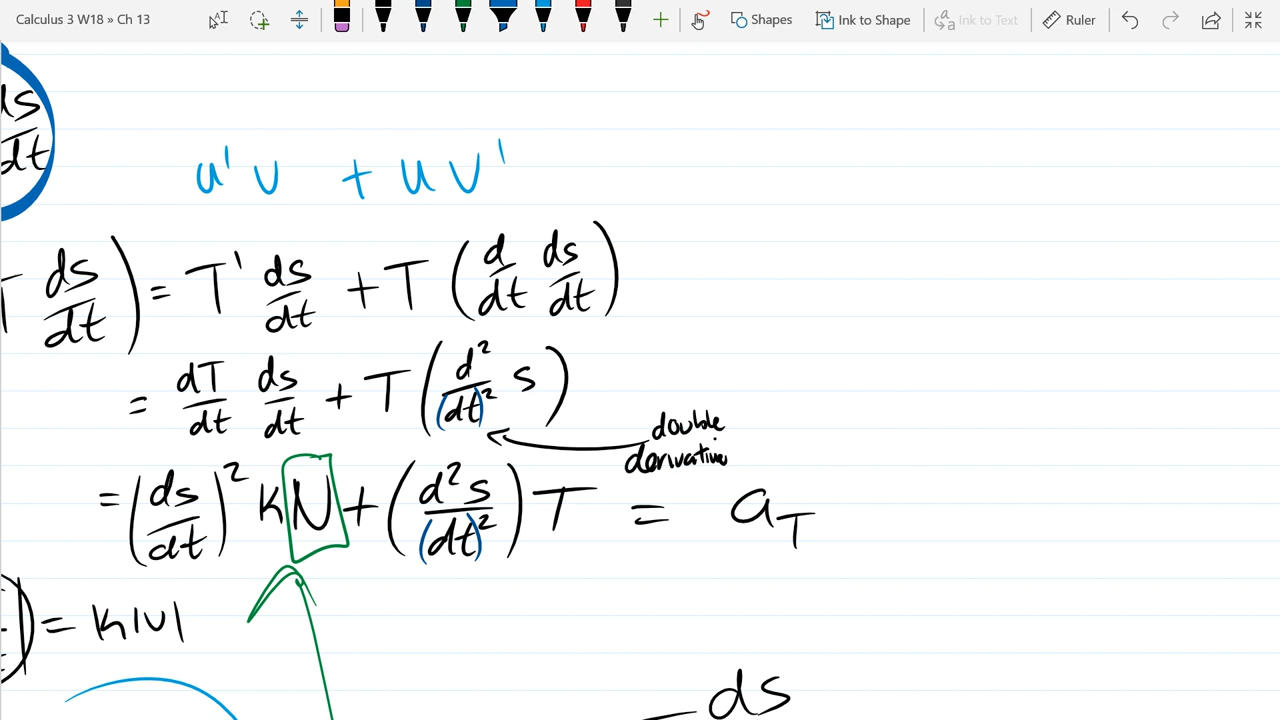 Calculus 3 W18 » Ch 13
Shapes
Ink to Shape
Ink to Text
Ruler
ds/dt
u'v + uv'
T ds/dt) = T' ds/dt + T (d/dt ds/dt)
= dT/dt ds/dt + T (d²/(dt)² s)
double
derivative
= (ds/dt)² kN + (d²s/(dt)²) T = a_T
) = k|v|
ds